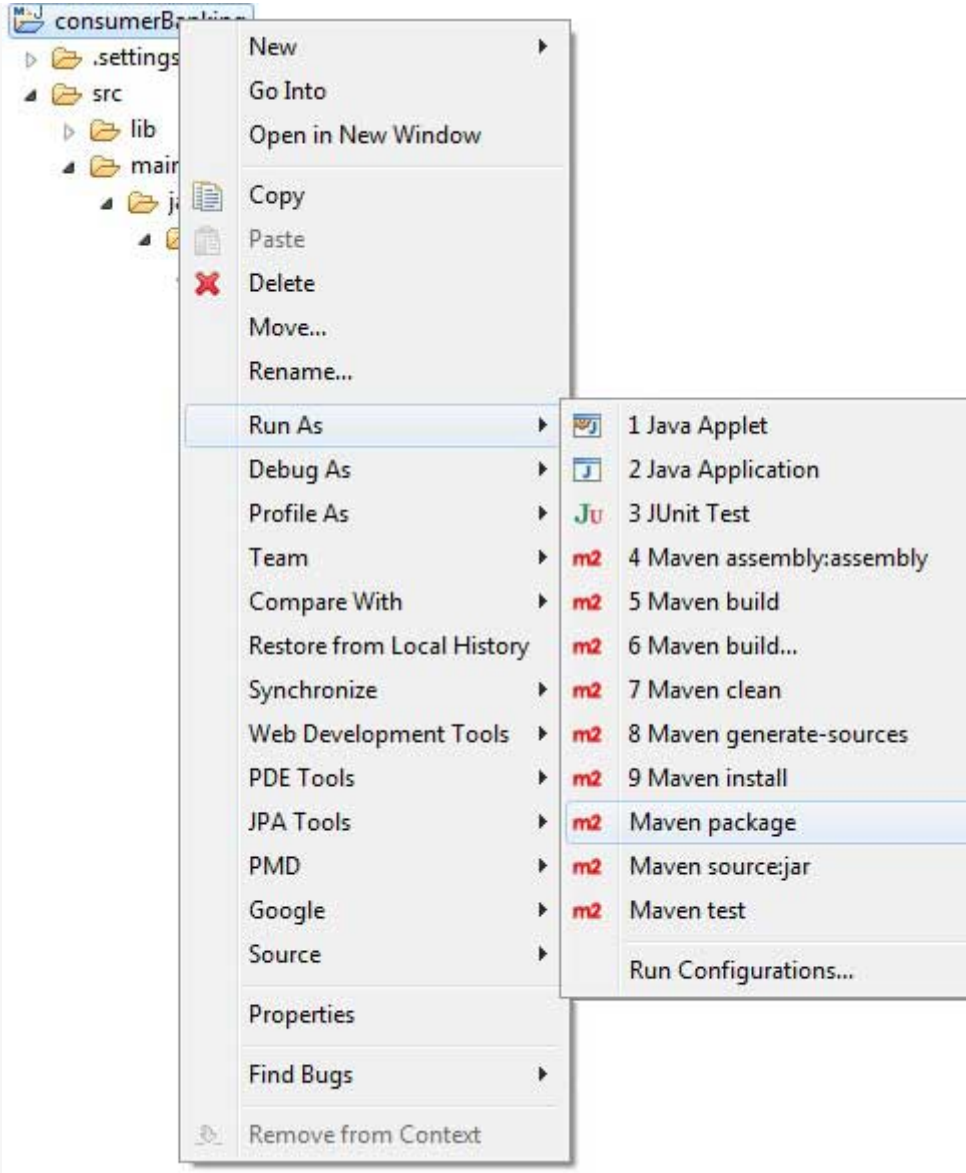 consumerBanking
.settings
src
lib
main
New
Go Into
Open in New Window
Copy
Paste
Delete
Move...
Rename...
Run As
Debug As
Profile As
Team
Compare With
Restore from Local History
Synchronize
Web Development Tools
PDE Tools
JPA Tools
PMD
Google
Source
Properties
Find Bugs
Remove from Context
1 Java Applet
2 Java Application
3 JUnit Test
m2 4 Maven assembly:assembly
m2 5 Maven build
m2 6 Maven build...
m2 7 Maven clean
m2 8 Maven generate-sources
m2 9 Maven install
m2 Maven package
m2 Maven source:jar
m2 Maven test
Run Configurations...